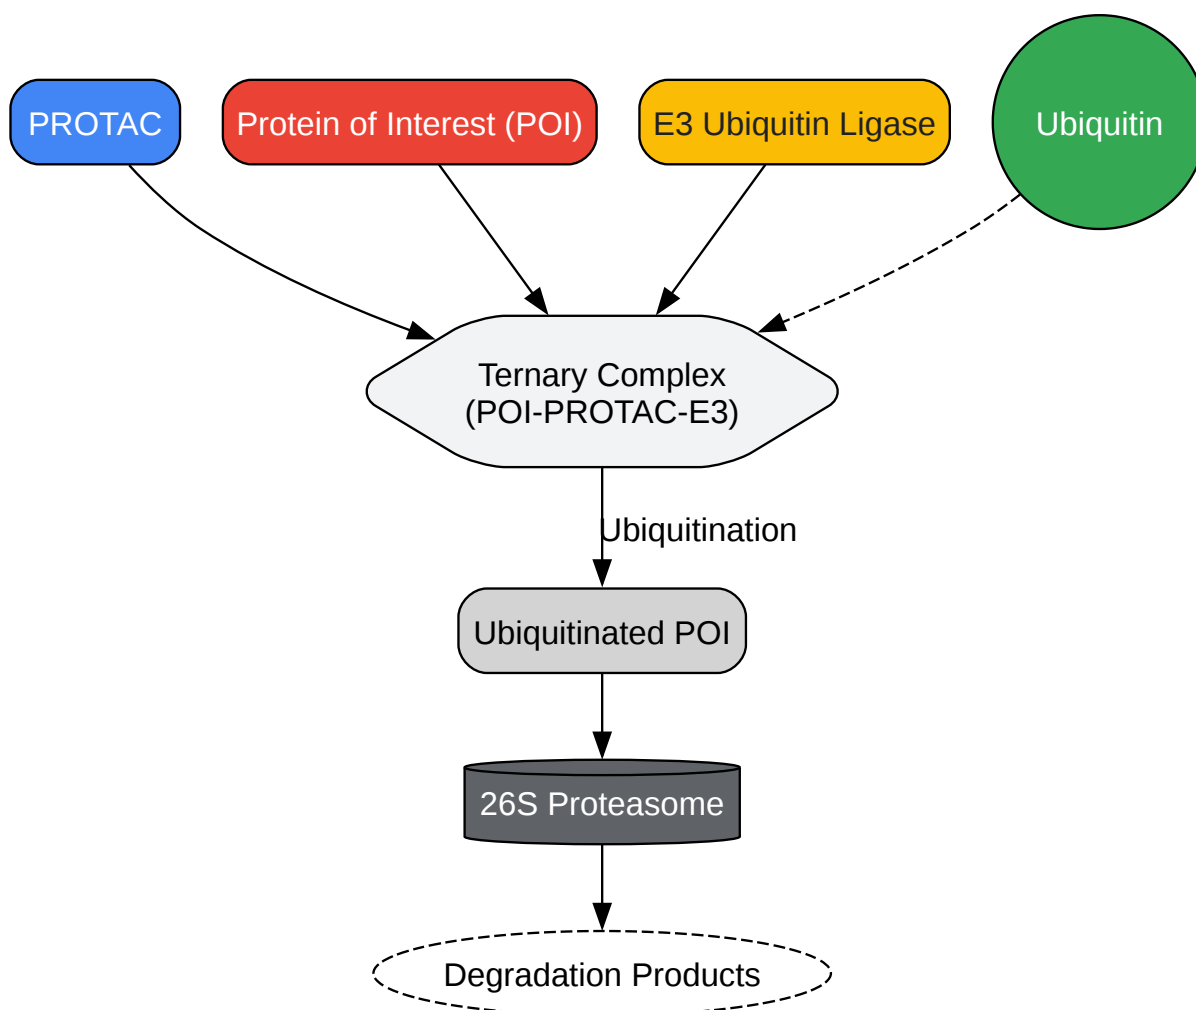 PROTAC
Protein of Interest (POI)
E3 Ubiquitin Ligase
Ubiquitin
Ternary Complex
(POI-PROTAC-E3)
Ubiquitination
Ubiquitinated POI
26S Proteasome
Degradation Products